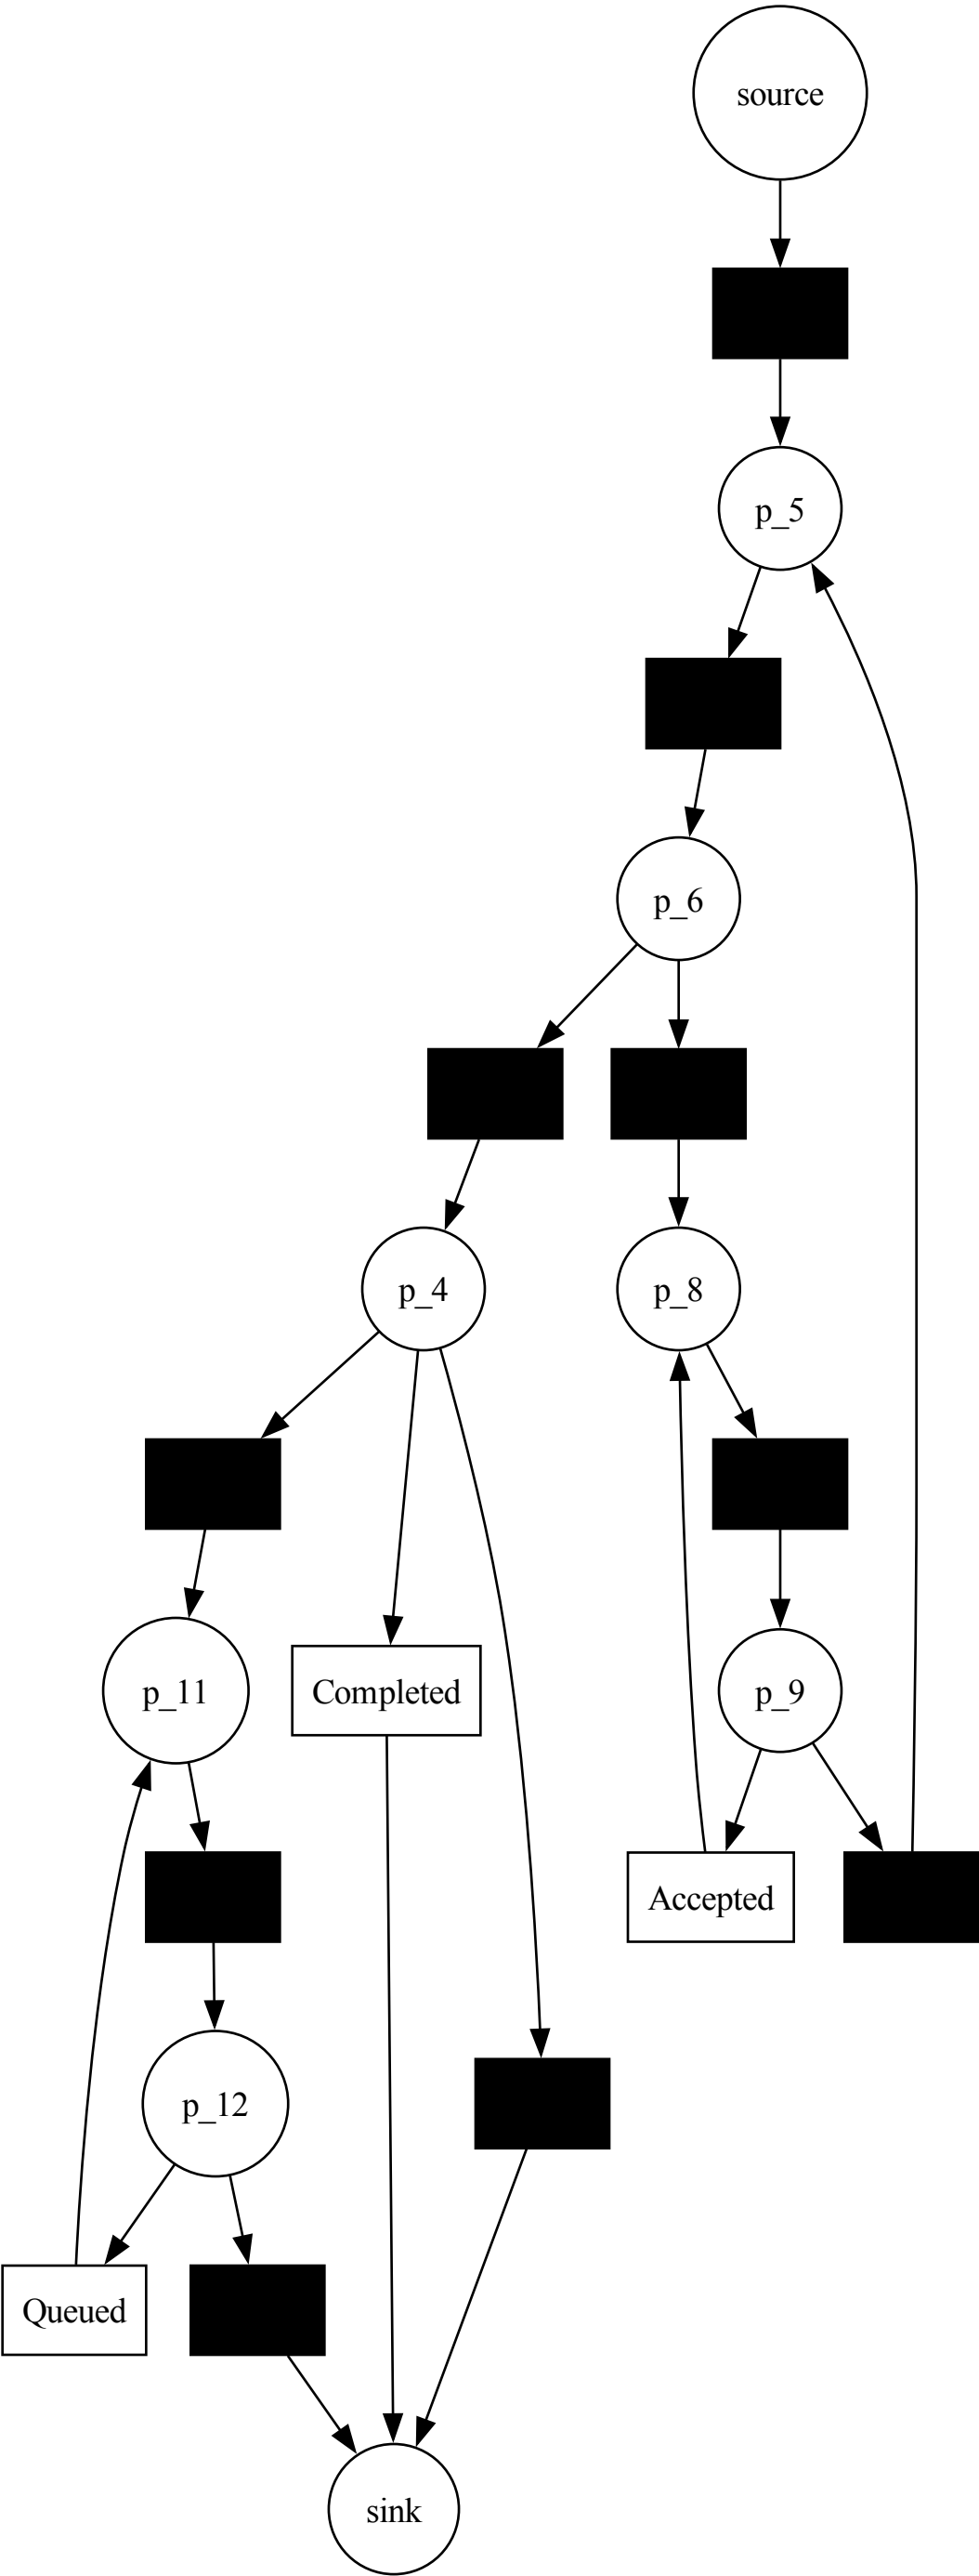 source
p_5
p_6
p_4
p_8
p_11
Completed
p_9
Accepted
p_12
Queued
sink